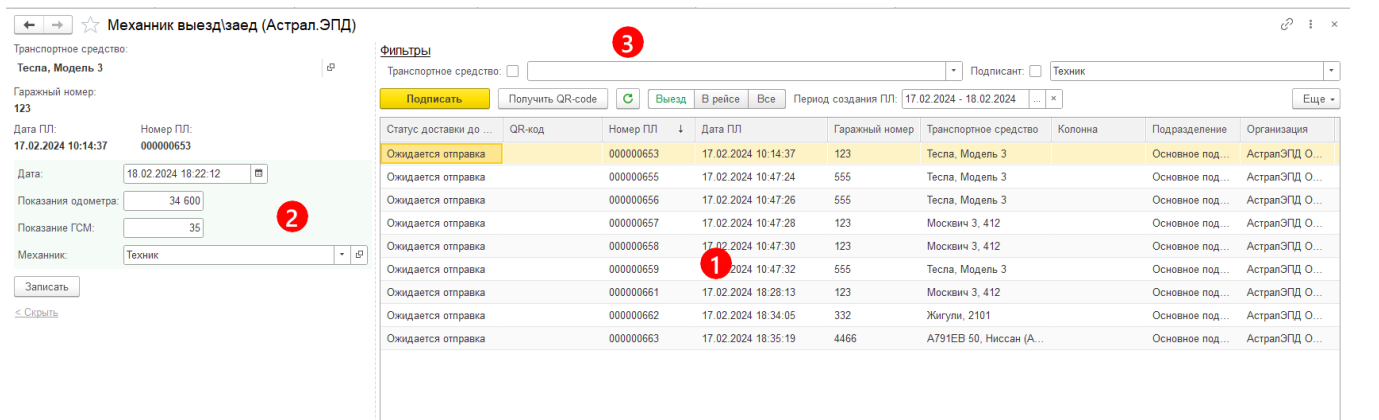 Механник выезд\заед (Астрал.ЭПД)
Транспортное средство:
Тесла, Модель 3
Гаражный номер:
123
Дата ПЛ: Номер ПЛ:
17.02.2024 10:14:37 000000653
Дата: 18.02.2024 18:22:12
Показания одометра: 34 600
Показание ГСМ: 35
2
Механник: Техник
Записать
< Скрыть
3
Фильтры
Транспортное средство: Подписант: Техник
Подписать Получить QR-code Выезд В рейсе Все Период создания ПЛ: 17.02.2024 - 18.02.2024 ... × Еще
Статус доставки до ... QR-код Номер ПЛ ↓ Дата ПЛ Гаражный номер Транспортное средство Колонна Подразделение Организация
Ожидается отправка 000000653 17.02.2024 10:14:37 123 Тесла, Модель 3 Основное под... АстралЭПД О...
Ожидается отправка 000000655 17.02.2024 10:47:24 555 Тесла, Модель 3 Основное под... АстралЭПД О...
Ожидается отправка 000000656 17.02.2024 10:47:26 555 Тесла, Модель 3 Основное под... АстралЭПД О...
Ожидается отправка 000000657 17.02.2024 10:47:28 123 Москвич 3, 412 Основное под... АстралЭПД О...
Ожидается отправка 000000658 17.02.2024 10:47:30 123 Москвич 3, 412 Основное под... АстралЭПД О...
1
Ожидается отправка 000000659 2024 10:47:32 555 Тесла, Модель 3 Основное под... АстралЭПД О...
Ожидается отправка 000000661 17.02.2024 18:28:13 123 Москвич 3, 412 Основное под... АстралЭПД О...
Ожидается отправка 000000662 17.02.2024 18:34:05 332 Жигули, 2101 Основное под... АстралЭПД О...
Ожидается отправка 000000663 17.02.2024 18:35:19 4466 А791ЕВ 50, Ниссан (А... Основное под... АстралЭПД О...